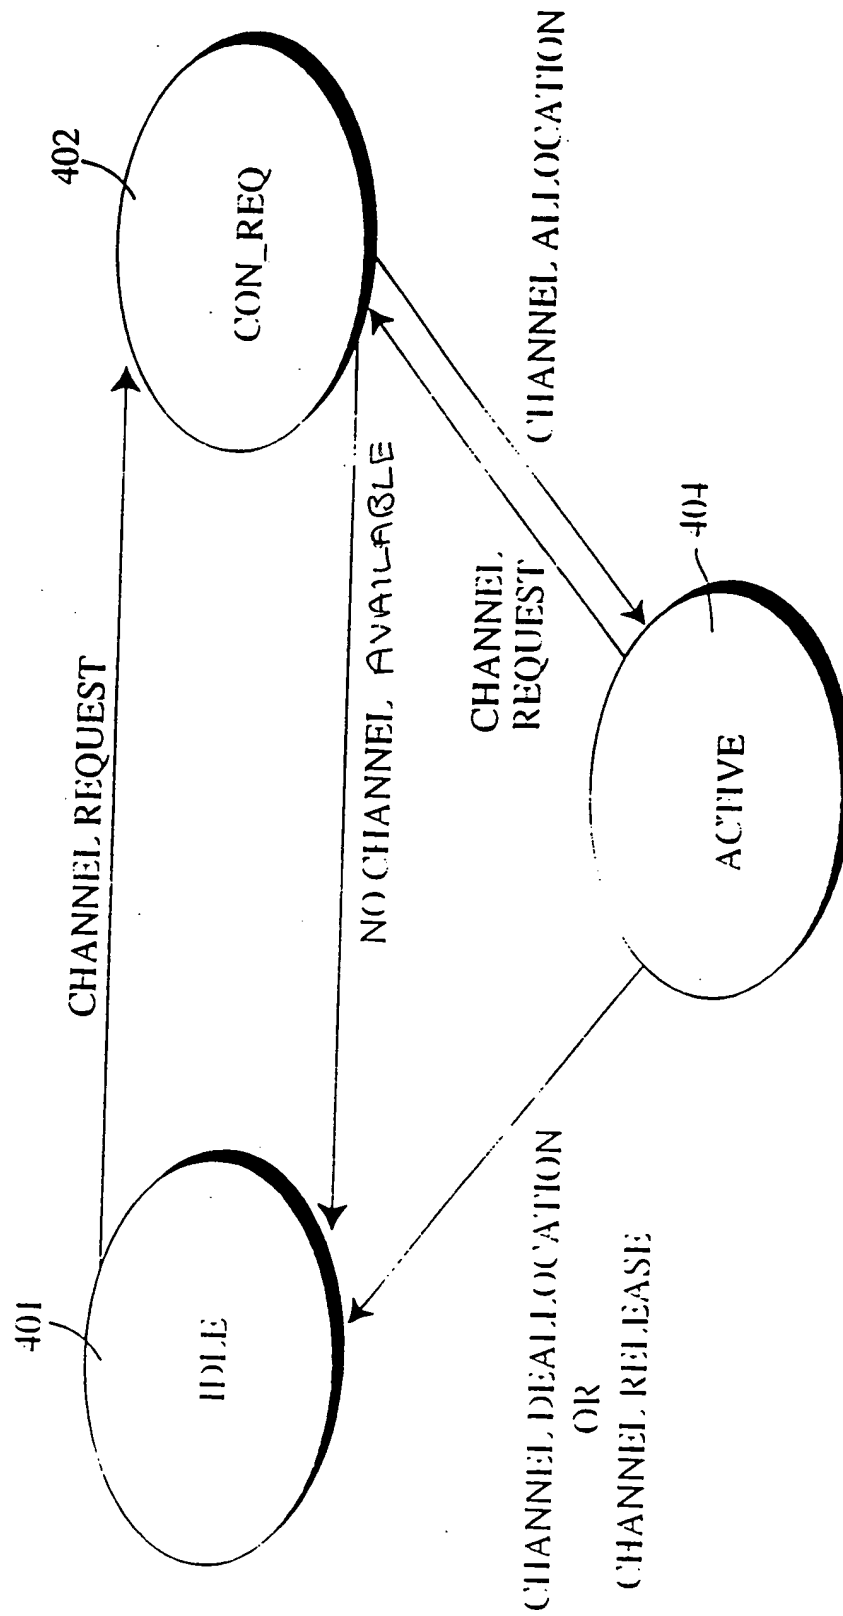 401
IDLE
CHANNEL REQUEST
402
CON_REQ
NO CHANNEL AVAILABLE
CHANNEL
REQUEST
CHANNEL ALLOCATION
404
ACTIVE
CHANNEL DEALLOCATION
OR
CHANNEL RELEASE